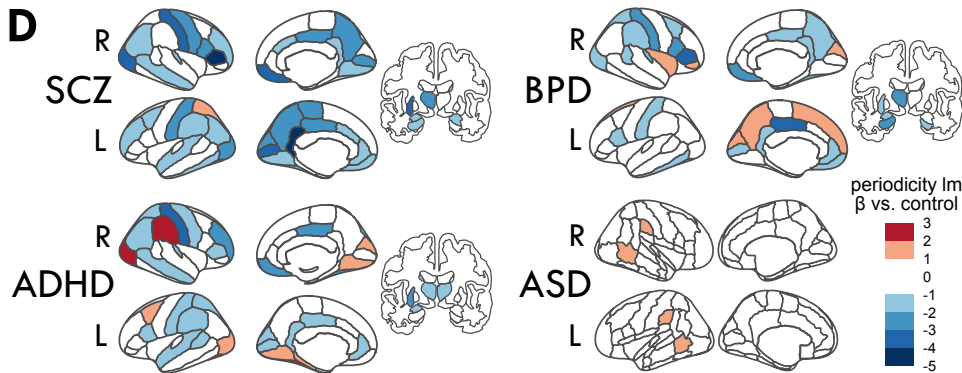 D
R
SCZ
L
R
BPD
L
R
ADHD
L
R
ASD
L
periodicity lm
β vs. control
3
2
1
0
-1
-2
-3
-4
-5